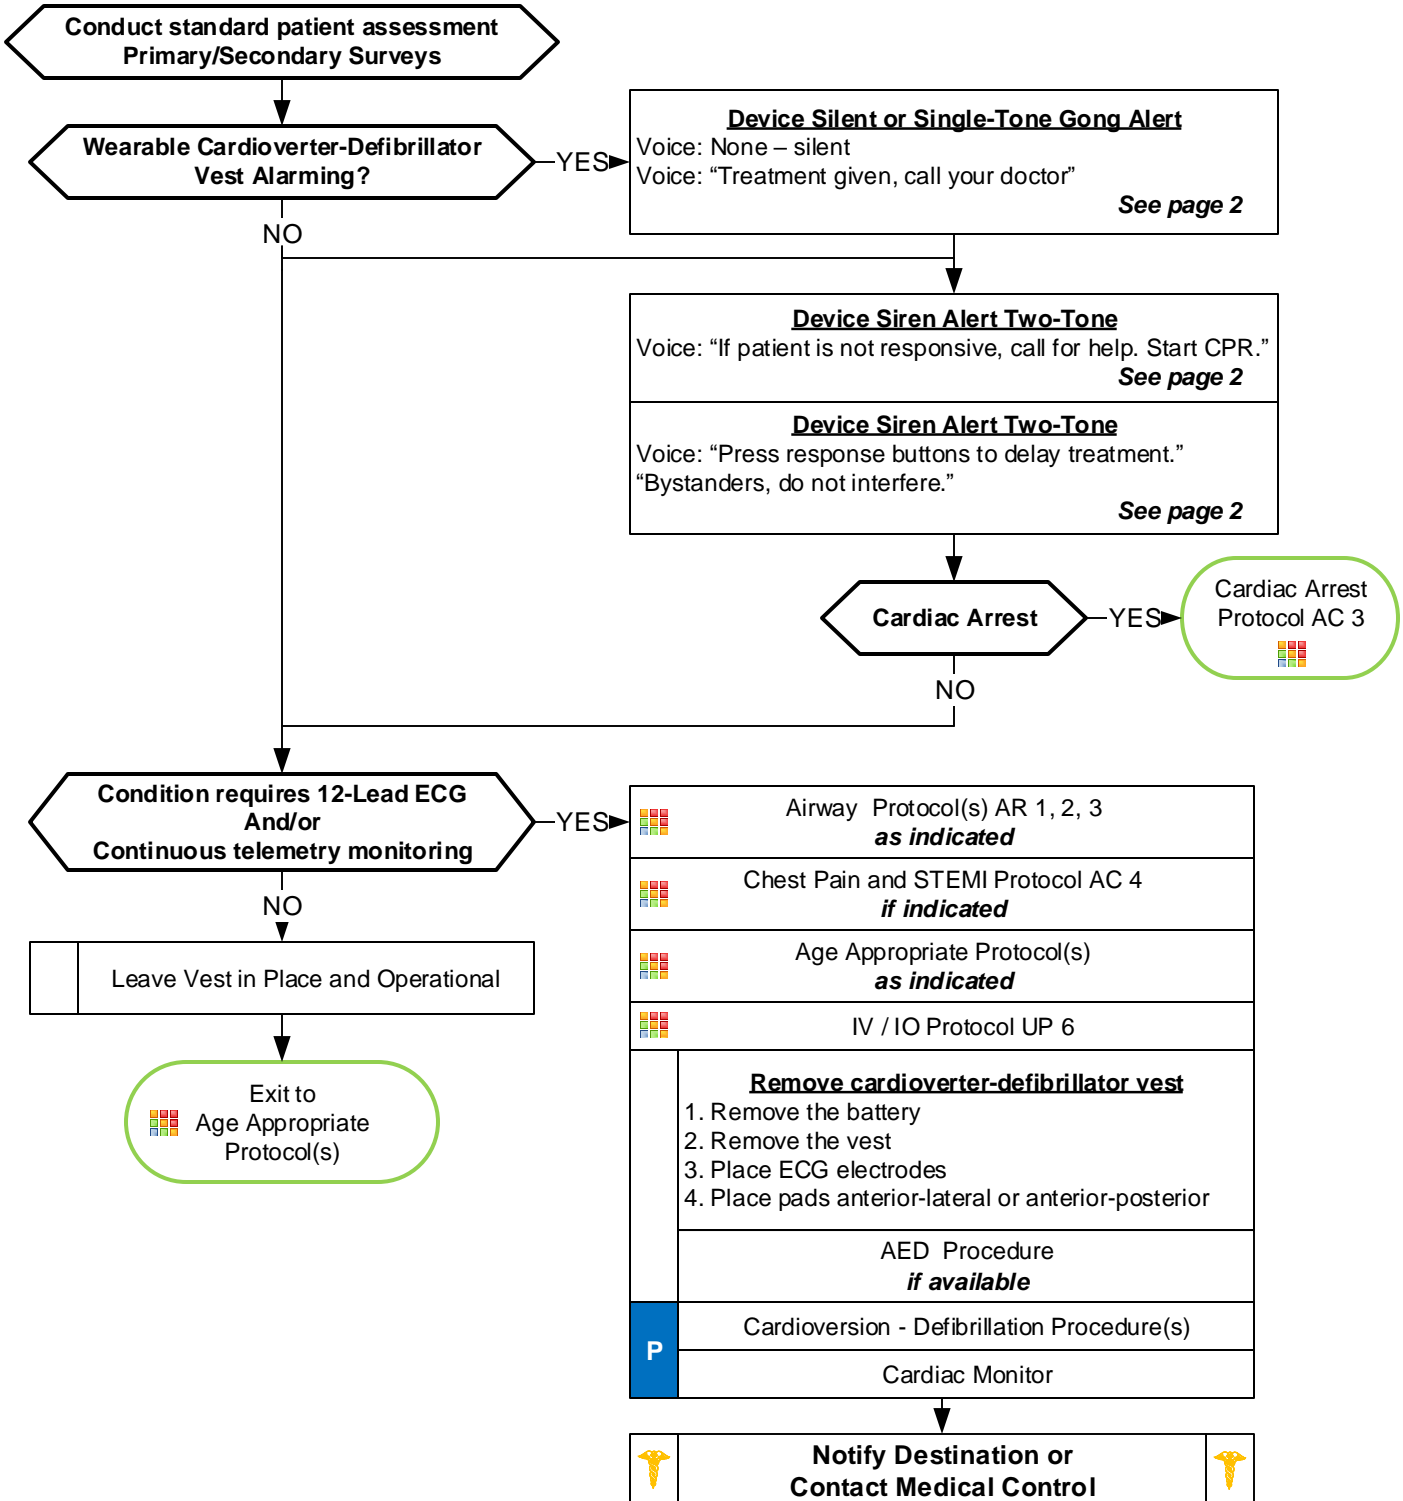 Conduct standard patient assessment
Primary/Secondary Surveys
Wearable Cardioverter-Defibrillator
Vest Alarming?
YES
NO
Device Silent or Single-Tone Gong Alert
Voice: None – silent
Voice: “Treatment given, call your doctor”
See page 2
Device Siren Alert Two-Tone
Voice: “If patient is not responsive, call for help. Start CPR.”
See page 2
Device Siren Alert Two-Tone
Voice: “Press response buttons to delay treatment.”
“Bystanders, do not interfere.”
See page 2
Cardiac Arrest
YES
Cardiac Arrest
Protocol AC 3
NO
Condition requires 12-Lead ECG
And/or
Continuous telemetry monitoring
YES
NO
Leave Vest in Place and Operational
Exit to
Age Appropriate
Protocol(s)
Airway Protocol(s) AR 1, 2, 3
as indicated
Chest Pain and STEMI Protocol AC 4
if indicated
Age Appropriate Protocol(s)
as indicated
IV / IO Protocol UP 6
Remove cardioverter-defibrillator vest
1. Remove the battery
2. Remove the vest
3. Place ECG electrodes
4. Place pads anterior-lateral or anterior-posterior
AED Procedure
if available
P
Cardioversion - Defibrillation Procedure(s)
Cardiac Monitor
Notify Destination or
Contact Medical Control